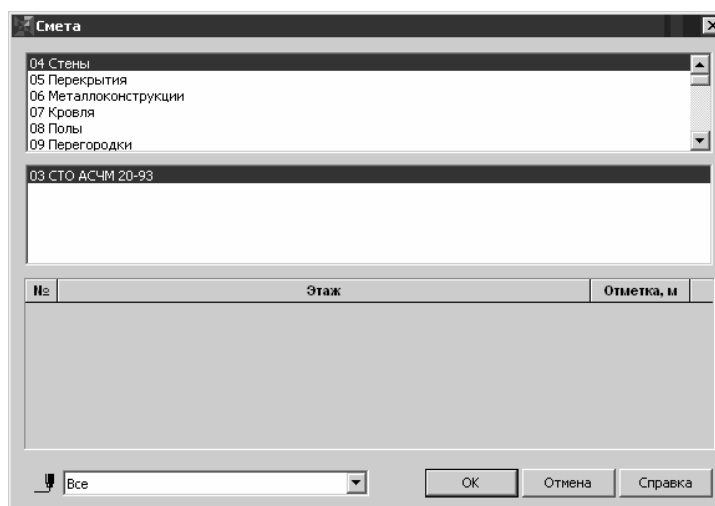 Смета
04 Стены
05 Перекрытия
06 Металлоконструкции
07 Кровля
08 Полы
09 Перегородки
03 СТО АСЧМ 20-93
№ Этаж Отметка, м
Все ОК Отмена Справка